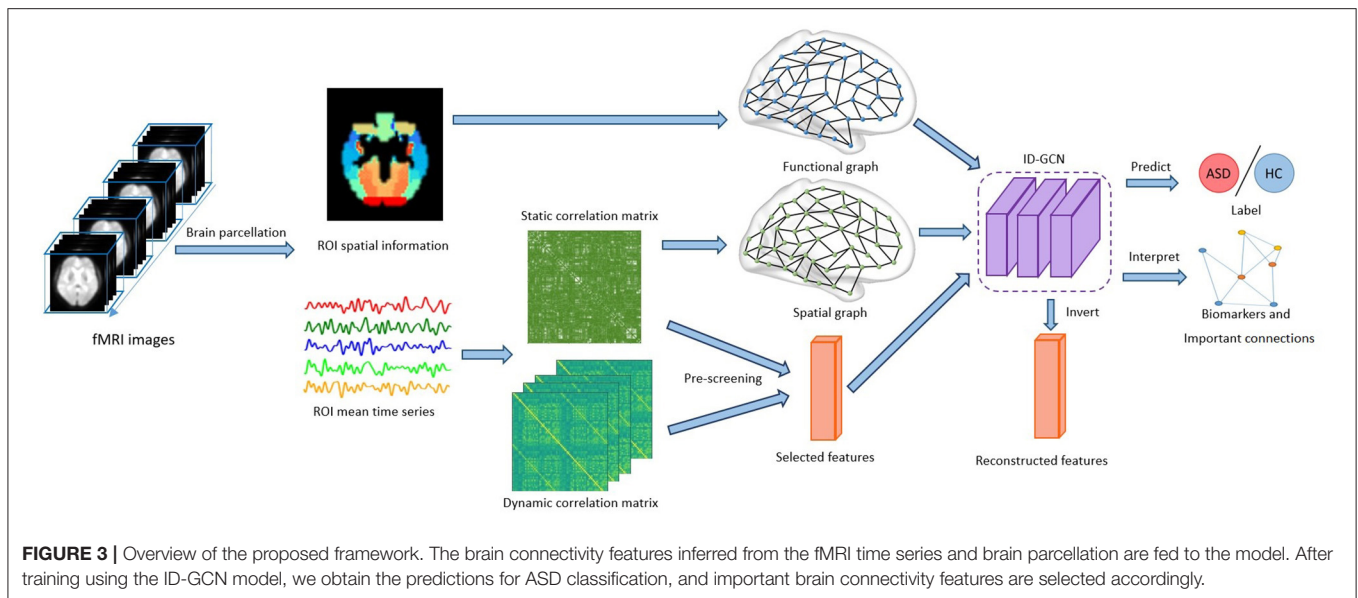 fMRI images
Brain parcellation
ROI spatial information
ROI mean time series
Static correlation matrix
Dynamic correlation matrix
Functional graph
Spatial graph
Pre-screening
Selected features
ID-GCN
Invert
Reconstructed features
Predict
ASD / HC
Label
Interpret
Biomarkers and
Important connections
FIGURE 3 | Overview of the proposed framework. The brain connectivity features inferred from the fMRI time series and brain parcellation are fed to the model. After
training using the ID-GCN model, we obtain the predictions for ASD classification, and important brain connectivity features are selected accordingly.